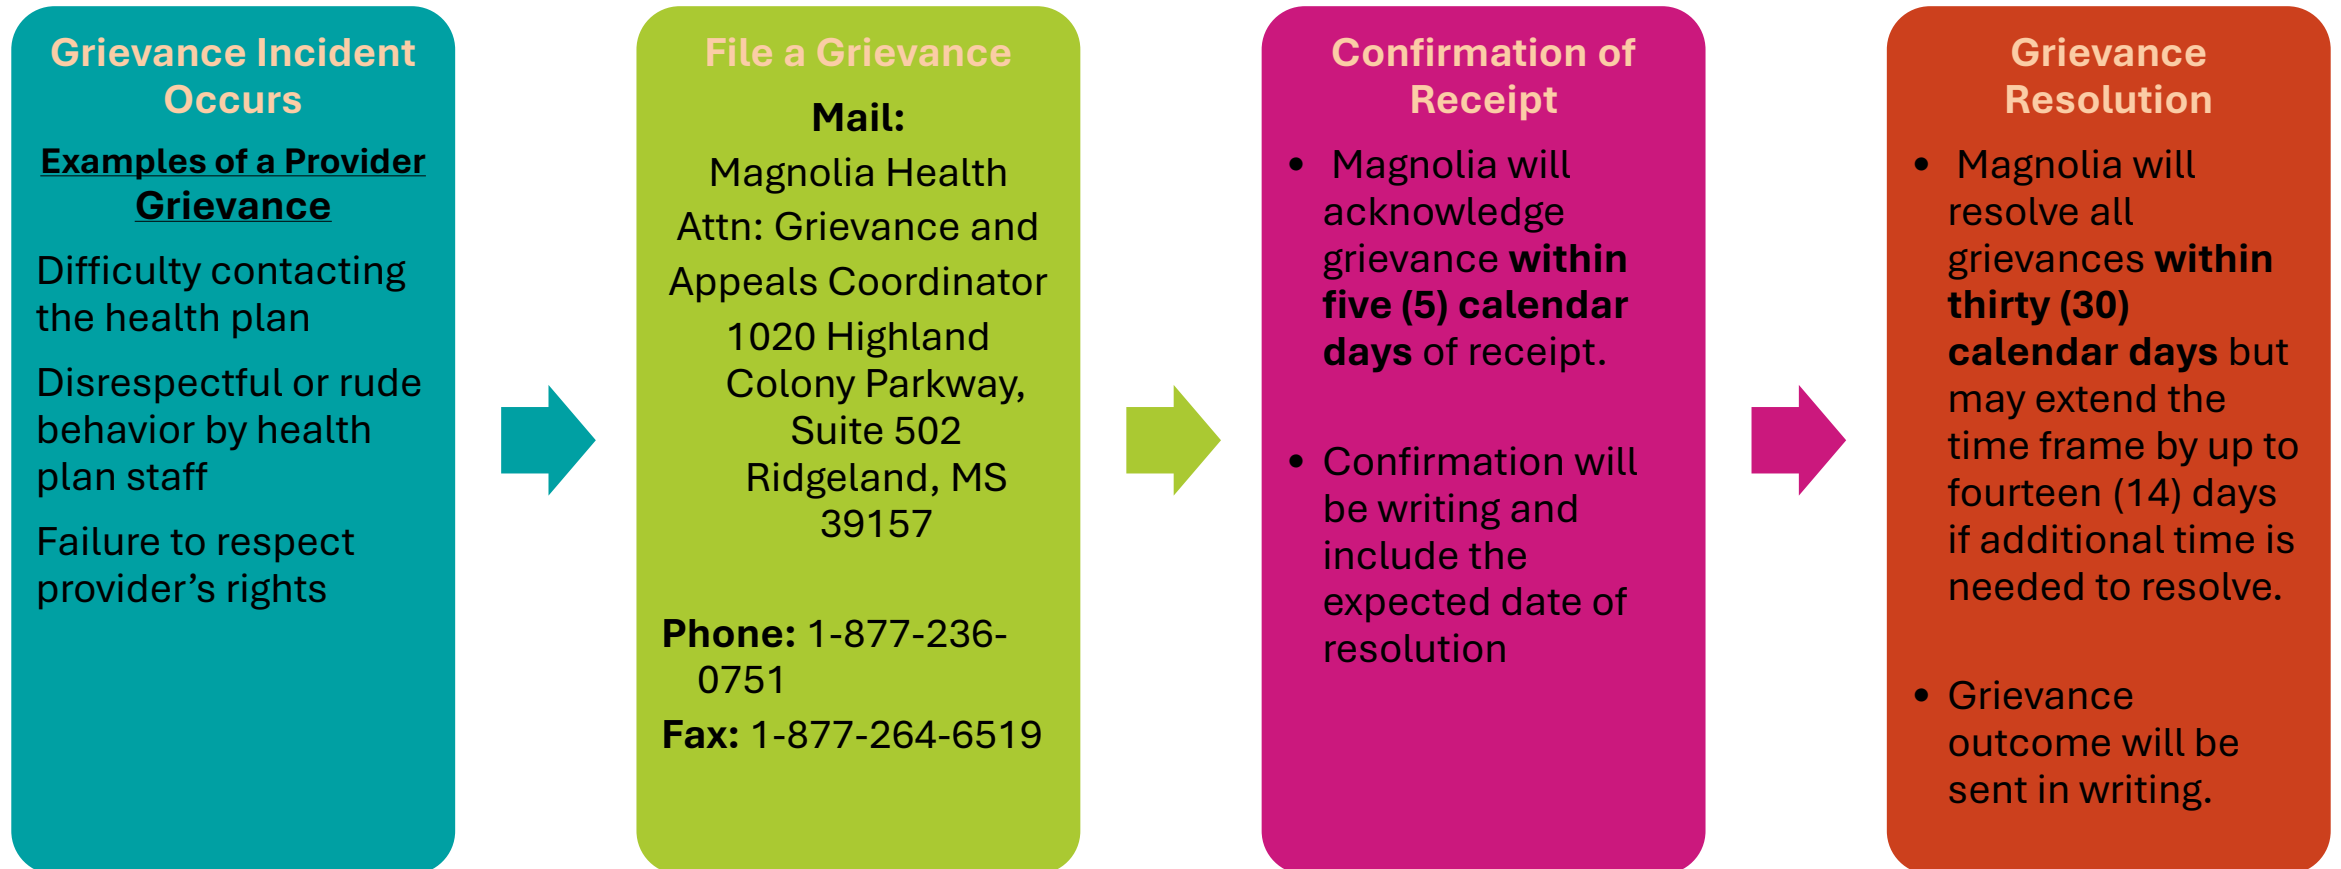 Grievance Incident
Occurs
Examples of a Provider
Grievance
Difficulty contacting
the health plan
Disrespectful or rude
behavior by health
plan staff
Failure to respect
provider’s rights
File a Grievance
Mail:
Magnolia Health
Attn: Grievance and
Appeals Coordinator
1020 Highland
Colony Parkway,
Suite 502
Ridgeland, MS
39157
Phone: 1-877-236-
0751
Fax: 1-877-264-6519
Confirmation of
Receipt
• Magnolia will
acknowledge
grievance within
five (5) calendar
days of receipt.
• Confirmation will
be writing and
include the
expected date of
resolution
Grievance
Resolution
• Magnolia will
resolve all
grievances within
thirty (30)
calendar days but
may extend the
time frame by up to
fourteen (14) days
if additional time is
needed to resolve.
• Grievance
outcome will be
sent in writing.